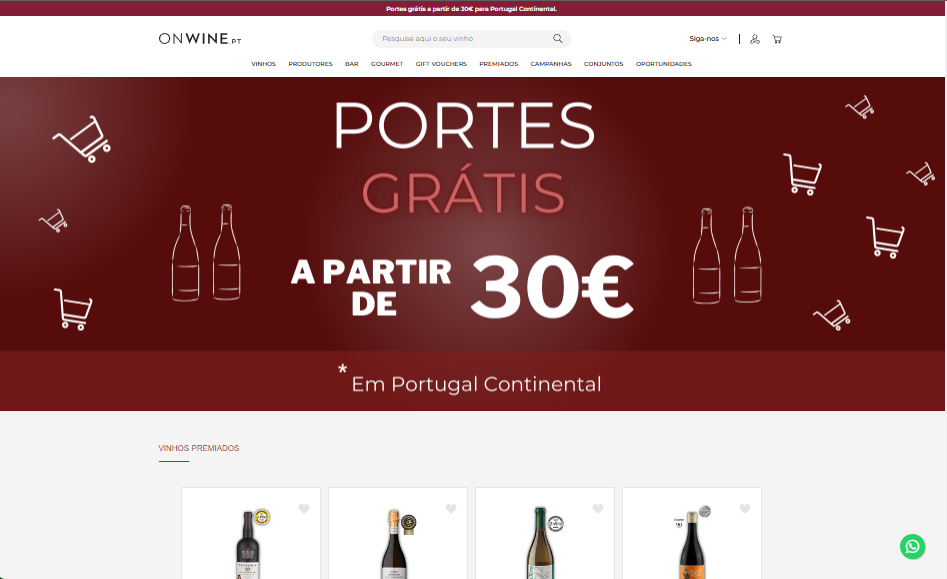 Portes grátis a partir de 30€ para Portugal Continental.
ONWINE.PT
Pesquise aqui o seu vinho
Siga-nos
VINHOS PRODUTORES BAR GOURMET GIFT VOUCHERS PREMIADOS CAMPANHAS CONJUNTOS OPORTUNIDADES
PORTES
GRÁTIS
A PARTIR
DE
30€
* Em Portugal Continental
VINHOS PREMIADOS